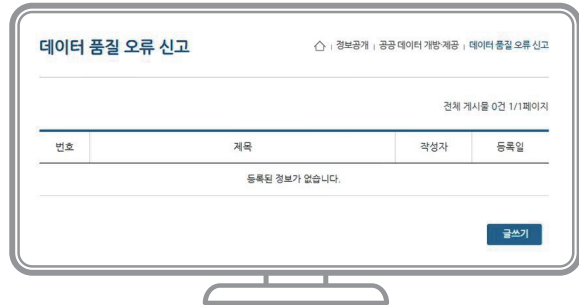 데이터 품질 오류 신고
정보공개 | 공공 데이터 개방·제공 | 데이터 품질 오류 신고
전체 게시물 0건 1/1페이지
번호 제목 작성자 등록일
등록된 정보가 없습니다.
글쓰기